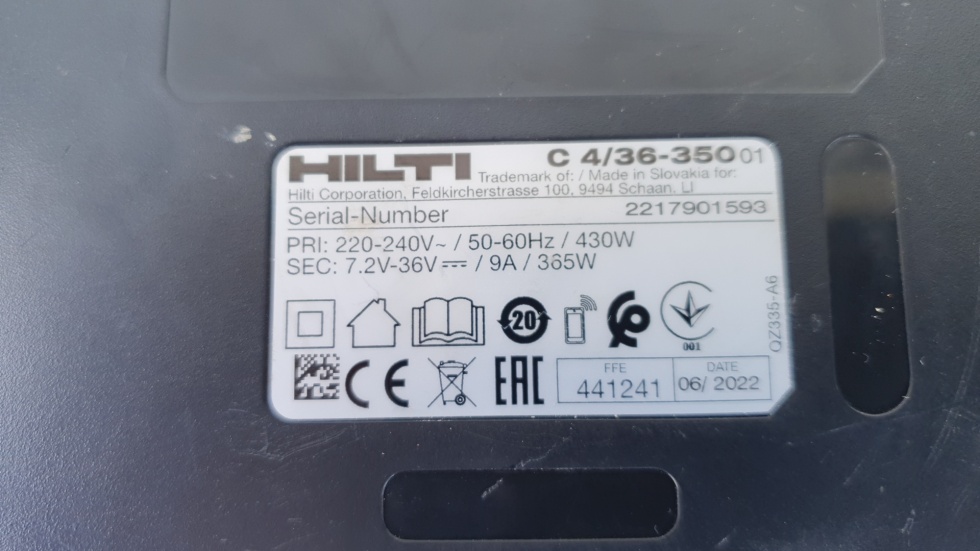 HILTI C 4/36-350 01
Trademark of: / Made in Slovakia for:
Hilti Corporation, Feldkircherstrasse 100, 9494 Schaan, LI
Serial-Number 2217901593
PRI: 220-240V~ / 50-60Hz / 430W
SEC: 7.2V-36V⎓ / 9A / 365W
20
001
QZ335-A6
CE
EAC
FFE
441241
DATE
06/ 2022